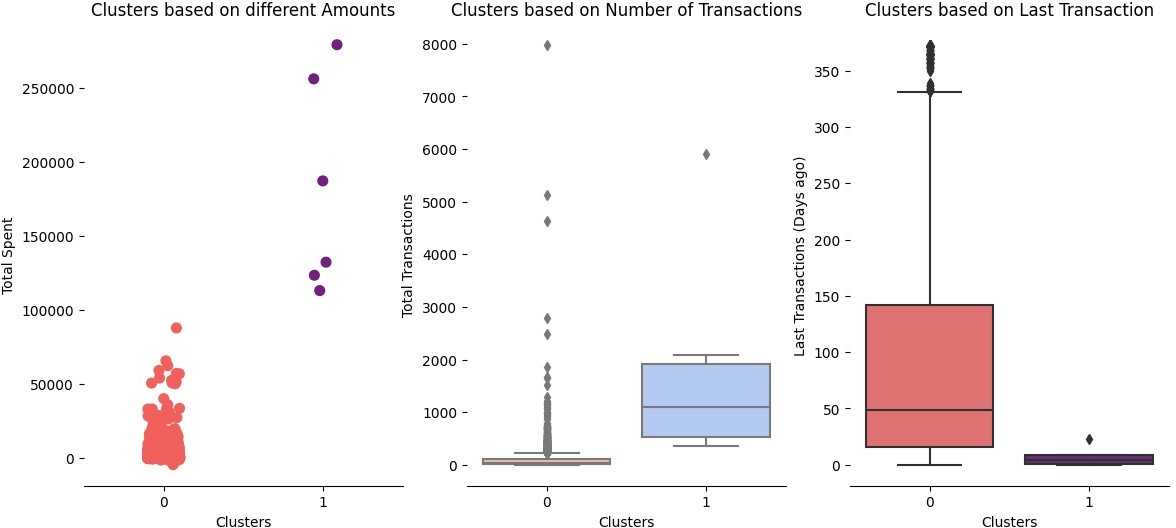 Clusters based on different Amounts
Total Spent
250000
200000
150000
100000
50000
0
0 1
Clusters
Clusters based on Number of Transactions
Total Transactions
8000
7000
6000
5000
4000
3000
2000
1000
0
0 1
Clusters
Clusters based on Last Transaction
Last Transactions (Days ago)
350
300
250
200
150
100
50
0
0 1
Clusters